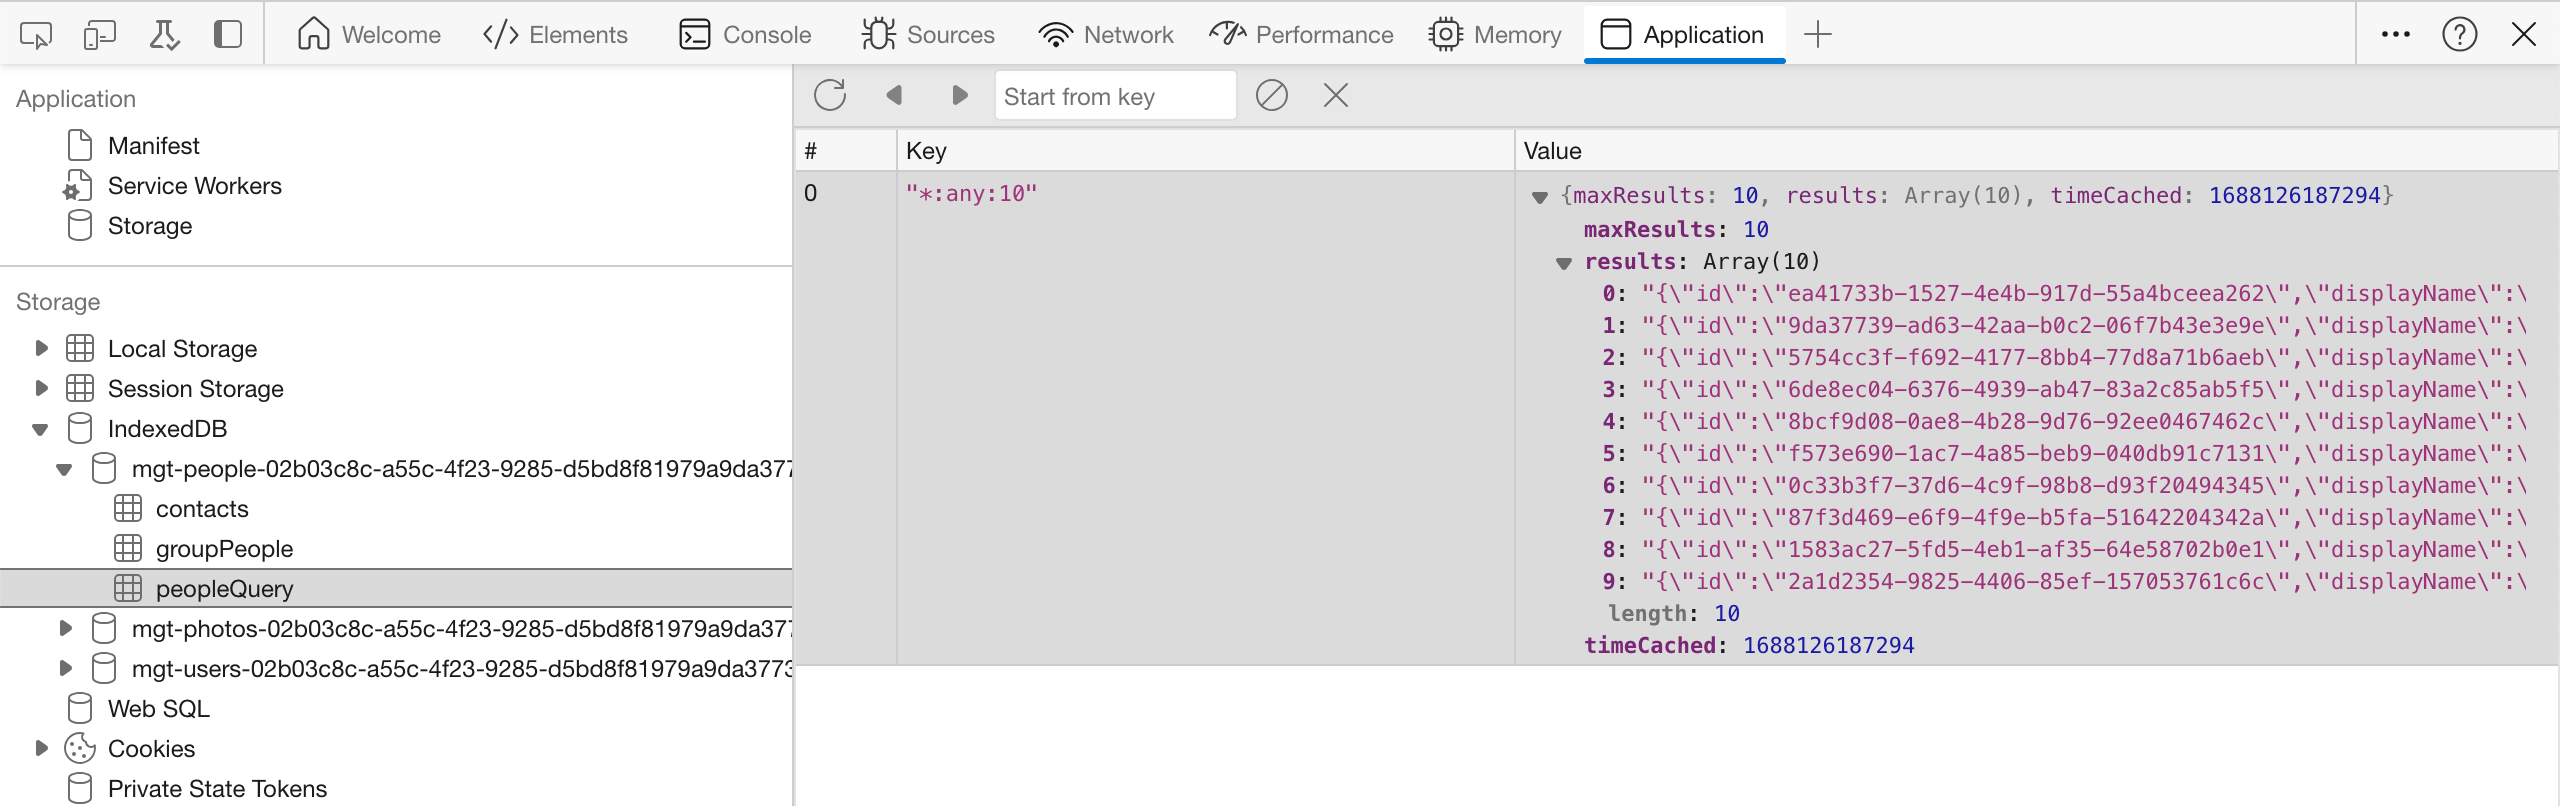 Welcome Elements Console Sources Network Performance Memory Application
Application
Manifest
Service Workers
Storage
Storage
Local Storage
Session Storage
IndexedDB
mgt-people-02b03c8c-a55c-4f23-9285-d5bd8f81979a9da377
contacts
groupPeople
peopleQuery
mgt-photos-02b03c8c-a55c-4f23-9285-d5bd8f81979a9da377
mgt-users-02b03c8c-a55c-4f23-9285-d5bd8f81979a9da3773
Web SQL
Cookies
Private State Tokens
Start from key
# Key Value
0 "*:any:10" {maxResults: 10, results: Array(10), timeCached: 1688126187294}
maxResults: 10
results: Array(10)
0: "{\"id\":\"ea41733b-1527-4e4b-917d-55a4bceea262\",\"displayName\":\
1: "{\"id\":\"9da37739-ad63-42aa-b0c2-06f7b43e3e9e\",\"displayName\":\
2: "{\"id\":\"5754cc3f-f692-4177-8bb4-77d8a71b6aeb\",\"displayName\":\
3: "{\"id\":\"6de8ec04-6376-4939-ab47-83a2c85ab5f5\",\"displayName\":\
4: "{\"id\":\"8bcf9d08-0ae8-4b28-9d76-92ee0467462c\",\"displayName\":\
5: "{\"id\":\"f573e690-1ac7-4a85-beb9-040db91c7131\",\"displayName\":\
6: "{\"id\":\"0c33b3f7-37d6-4c9f-98b8-d93f20494345\",\"displayName\":\
7: "{\"id\":\"87f3d469-e6f9-4f9e-b5fa-51642204342a\",\"displayName\":\
8: "{\"id\":\"1583ac27-5fd5-4eb1-af35-64e58702b0e1\",\"displayName\":\
9: "{\"id\":\"2a1d2354-9825-4406-85ef-157053761c6c\",\"displayName\":\
length: 10
timeCached: 1688126187294